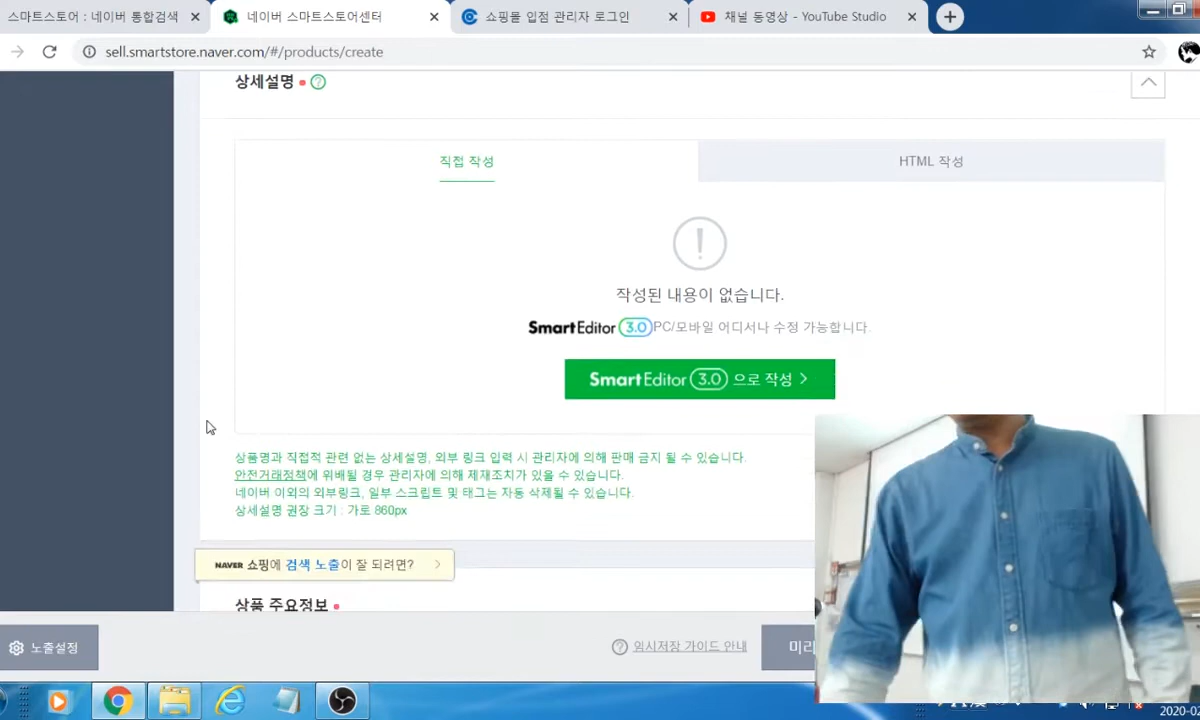 스마트스토어 : 네이버 통합검색
네이버 스마트스토어센터
쇼핑몰 입점 관리자 로그인
채널 동영상 - YouTube Studio
sell.smartstore.naver.com/#/products/create
상세설명
직접 작성
HTML 작성
작성된 내용이 없습니다.
SmartEditor 3.0 PC/모바일 어디서나 수정 가능합니다.
SmartEditor 3.0 으로 작성 >
상품명과 직접적 관련 없는 상세설명, 외부 링크 입력 시 관리자에 의해 판매 금지 될 수 있습니다.
안전거래정책에 위배될 경우 관리자에 의해 제재조치가 있을 수 있습니다.
네이버 이외의 외부링크, 일부 스크립트 및 태그는 자동 삭제될 수 있습니다.
상세설명 권장 크기 : 가로 860px
NAVER 쇼핑에 검색 노출이 잘 되려면? >
상품 주요정보
노출설정
임시저장 가이드 안내
미리
2020-02